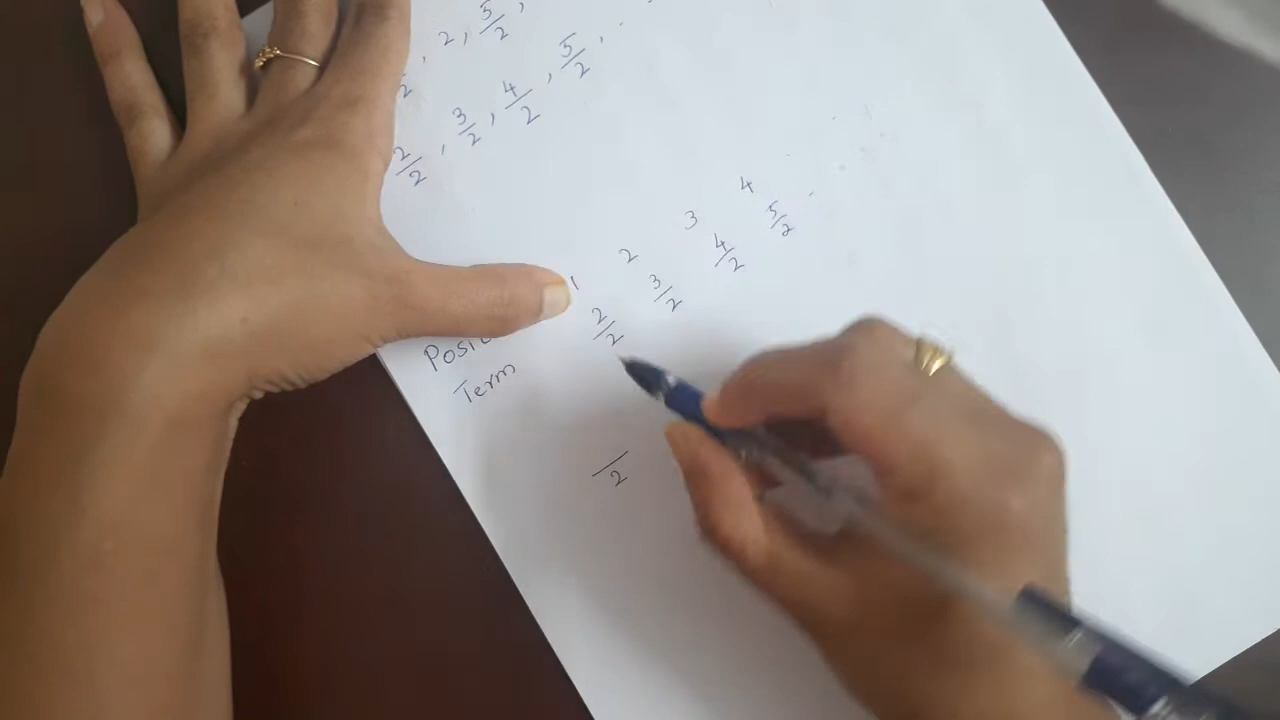 , 2, 5/2,
2/2, 3/2, 4/2, 5/2, ..
1 2 3 4
Term 2/2 3/2 4/2 5/2
/2